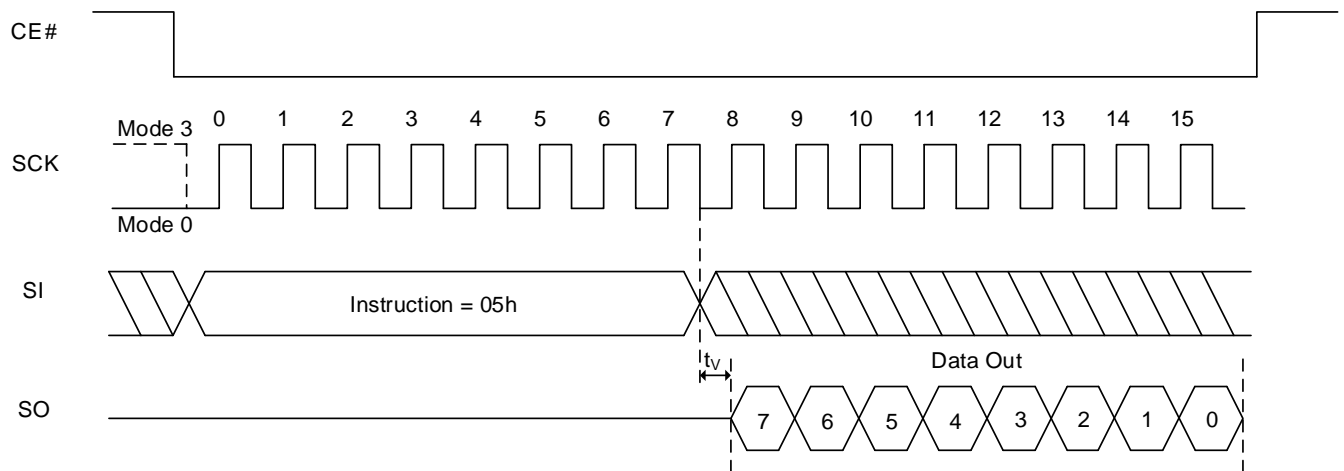 CE#
0 1 2 3 4 5 6 7 8 9 10 11 12 13 14 15
Mode 3
SCK
Mode 0
SI
Instruction = 05h
tV
Data Out
SO
7 6 5 4 3 2 1 0